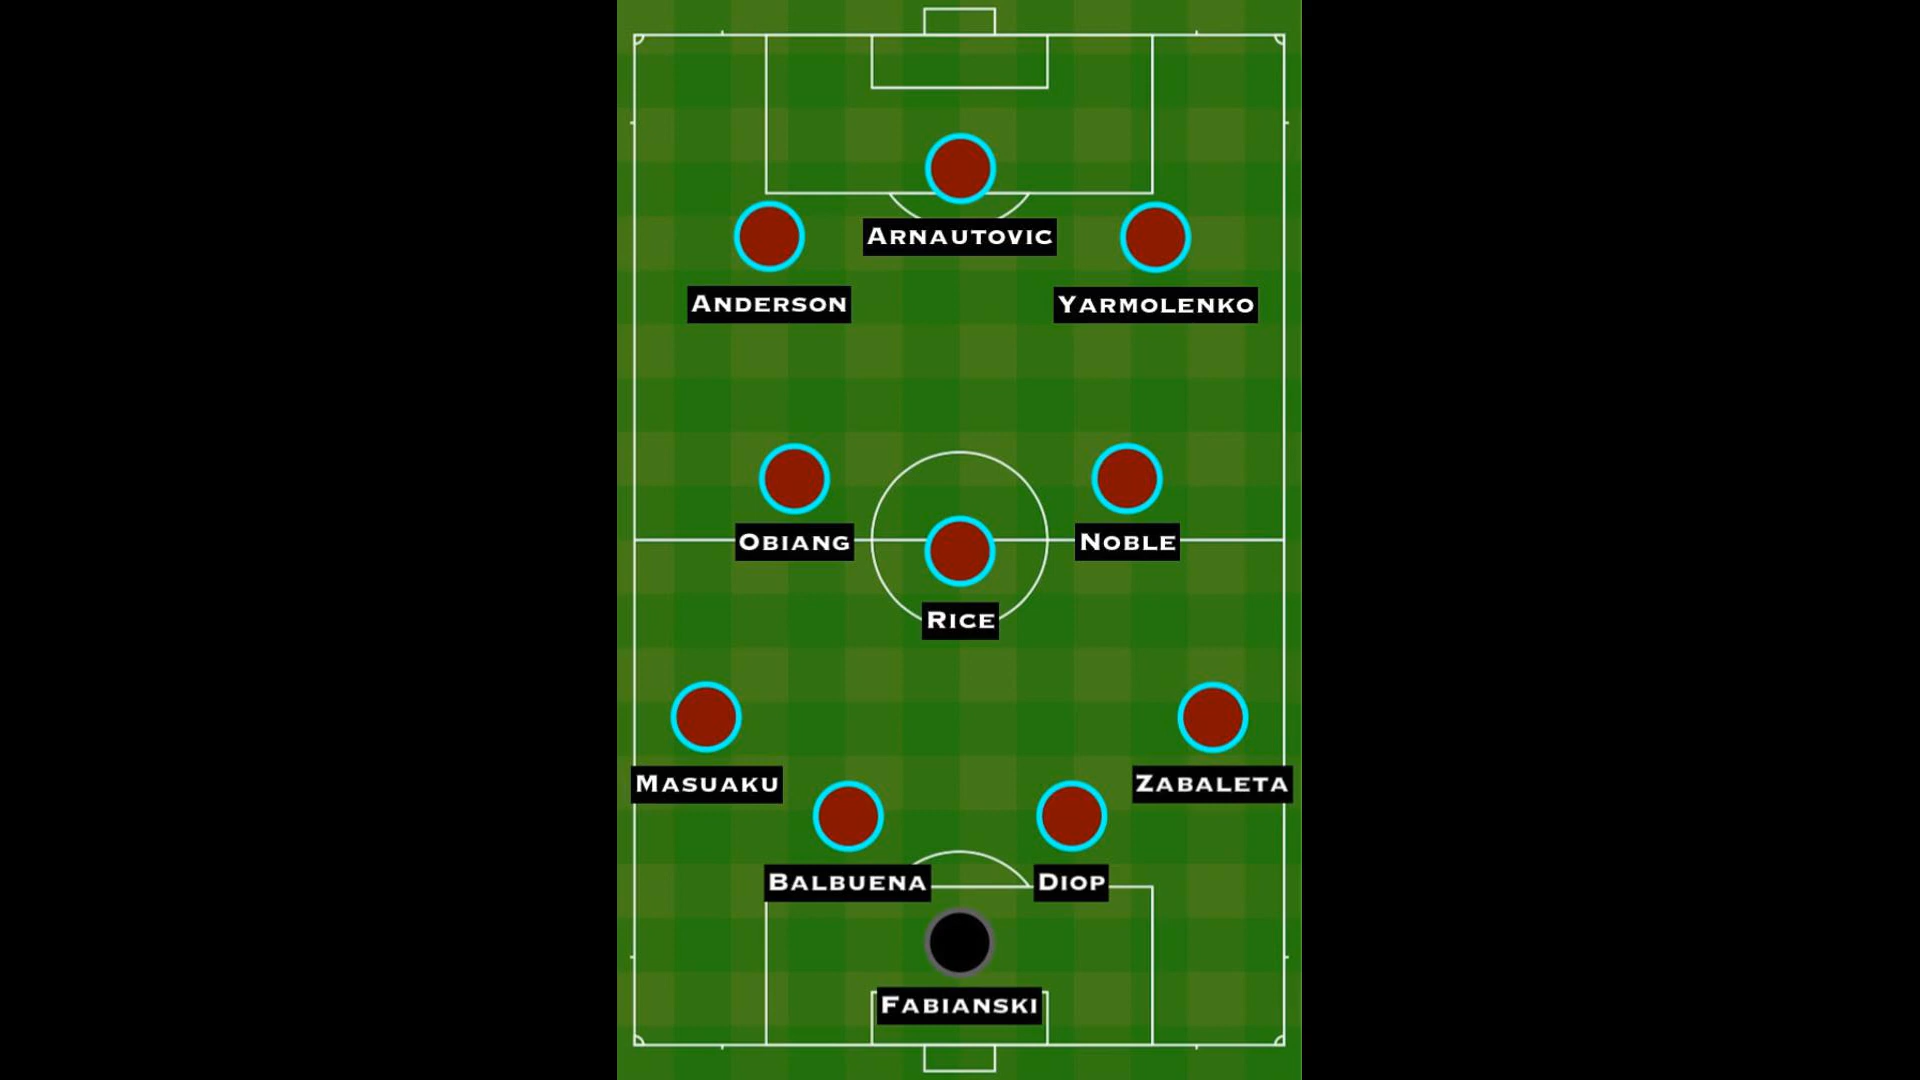 Arnautovic
Anderson
Yarmolenko
Obiang
Noble
Rice
Masuaku
Zabaleta
Balbuena
Diop
Fabianski